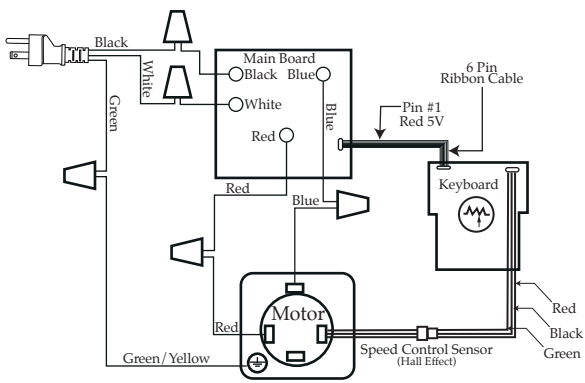 Black
White
Green
Main Board
Black
Blue
White
Blue
Red
6 Pin
Ribbon Cable
Pin #1
Red 5V
Keyboard
Red
Blue
Motor
Red
Green/Yellow
Speed Control Sensor
(Hall Effect)
Red
Black
Green